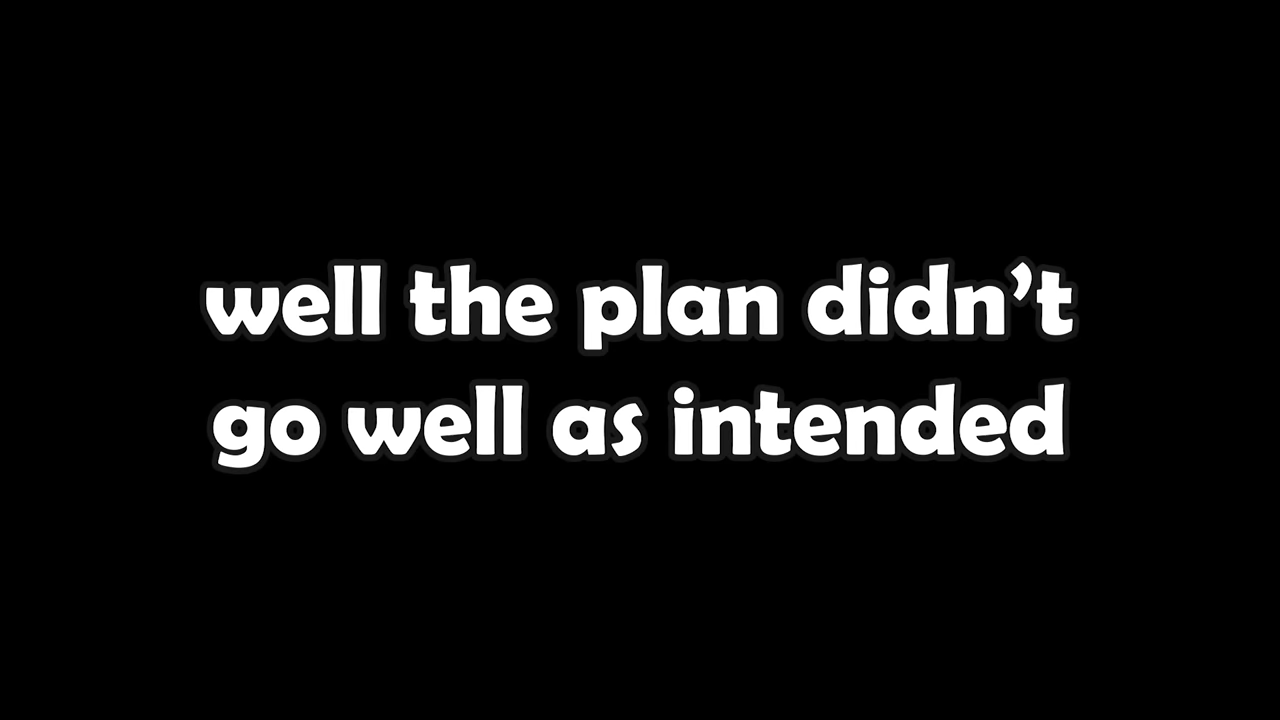 well the plan didn’t
go well as intended